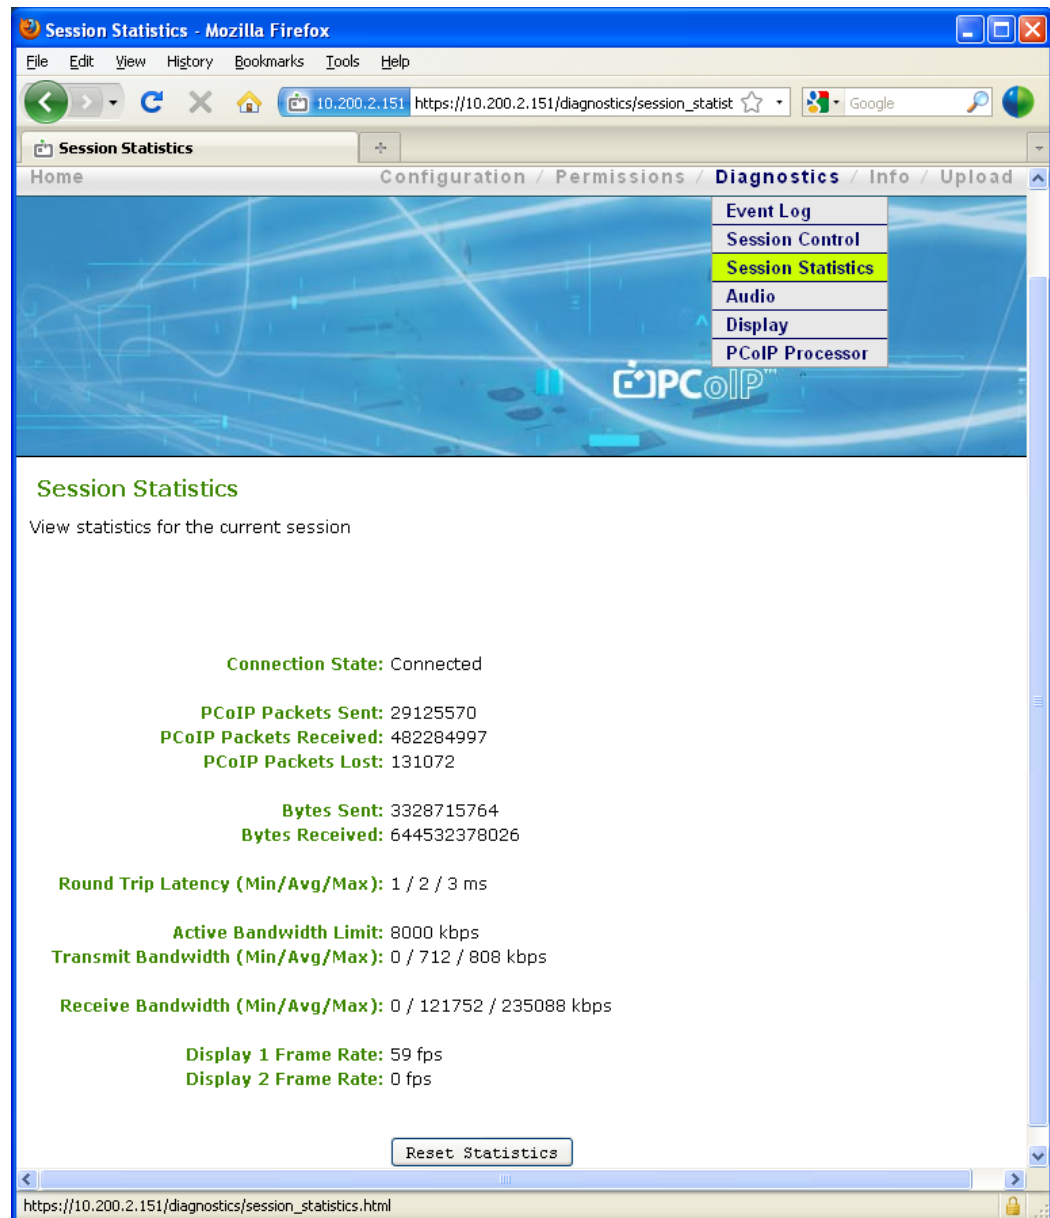 Session Statistics - Mozilla Firefox
File Edit View History Bookmarks Tools Help
10.200.2.151 https://10.200.2.151/diagnostics/session_statist Google
Session Statistics
Home Configuration / Permissions / Diagnostics / Info / Upload
Event Log
Session Control
Session Statistics
Audio
Display
PCoIP Processor
PCoIP™
Session Statistics
View statistics for the current session
Connection State: Connected
PCoIP Packets Sent: 29125570
PCoIP Packets Received: 482284997
PCoIP Packets Lost: 131072
Bytes Sent: 3328715764
Bytes Received: 644532378026
Round Trip Latency (Min/Avg/Max): 1 / 2 / 3 ms
Active Bandwidth Limit: 8000 kbps
Transmit Bandwidth (Min/Avg/Max): 0 / 712 / 808 kbps
Receive Bandwidth (Min/Avg/Max): 0 / 121752 / 235088 kbps
Display 1 Frame Rate: 59 fps
Display 2 Frame Rate: 0 fps
Reset Statistics
https://10.200.2.151/diagnostics/session_statistics.html